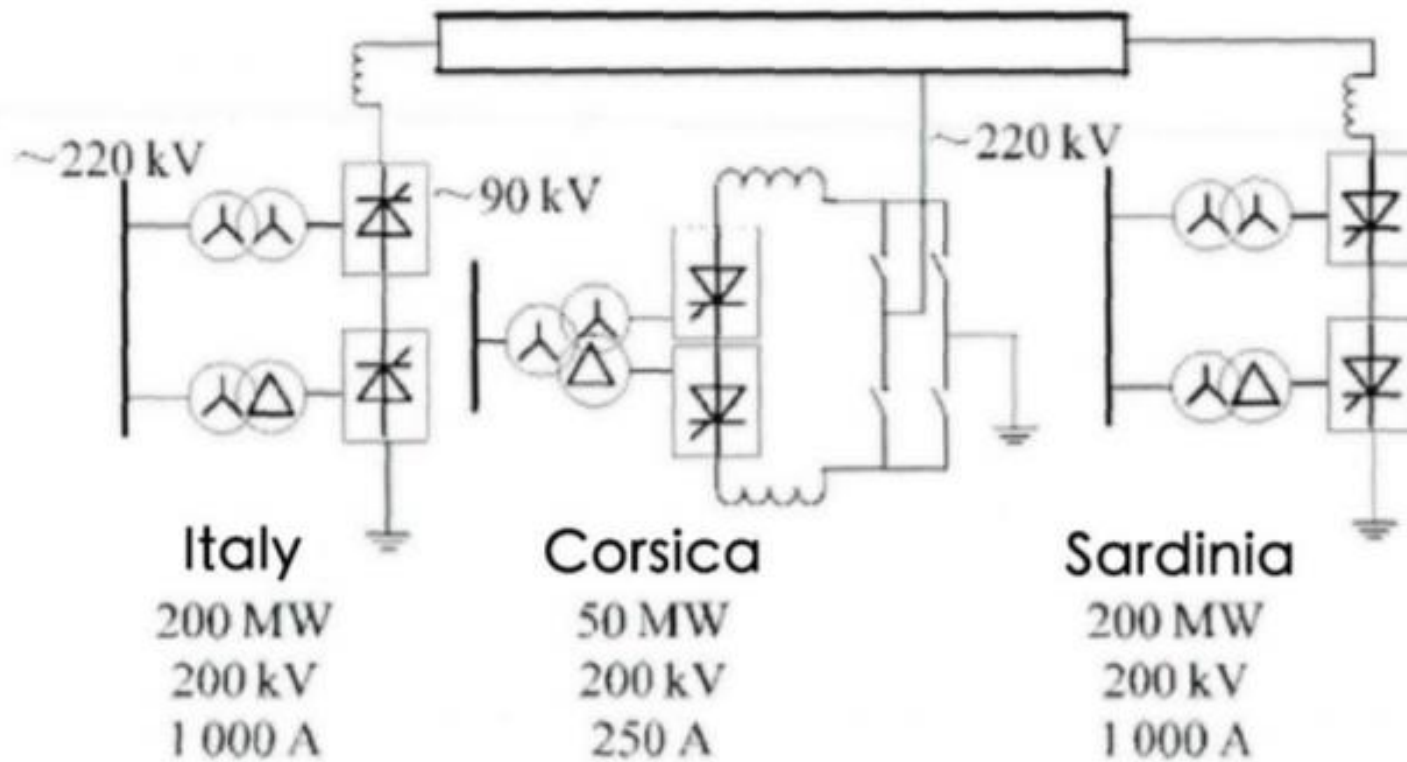 ~220 kV
~90 kV
~220 kV
Italy
200 MW
200 kV
1 000 A
Corsica
50 MW
200 kV
250 A
Sardinia
200 MW
200 kV
1 000 A